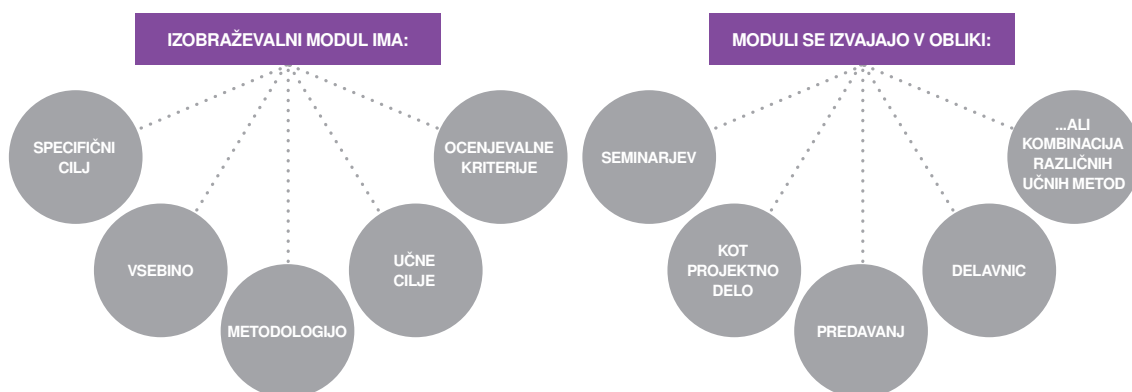 IZOBRAŽEVALNI MODUL IMA:
SPECIFIČNI
CILJ
VSEBINO
METODOLOGIJO
UČNE
CILJE
OCENJEVALNE
KRITERIJE
MODULI SE IZVAJAJO V OBLIKI:
SEMINARJEV
KOT
PROJEKTNO
DELO
PREDAVANJ
DELAVNIC
...ALI
KOMBINACIJA
RAZLIČNIH
UČNIH METOD